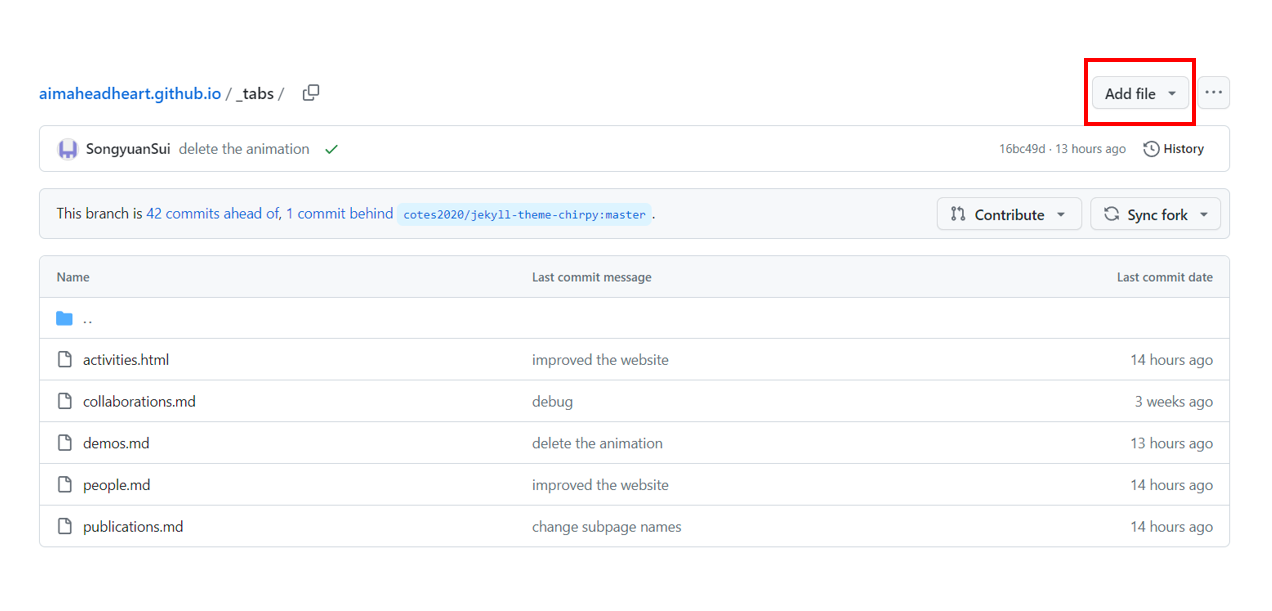 aimaheadheart.github.io / _tabs / Add file ...
SongyuanSui delete the animation 16bc49d · 13 hours ago History
This branch is 42 commits ahead of, 1 commit behind cotes2020/jekyll-theme-chirpy:master . Contribute Sync fork
Name Last commit message Last commit date
..
activities.html improved the website 14 hours ago
collaborations.md debug 3 weeks ago
demos.md delete the animation 13 hours ago
people.md improved the website 14 hours ago
publications.md change subpage names 14 hours ago